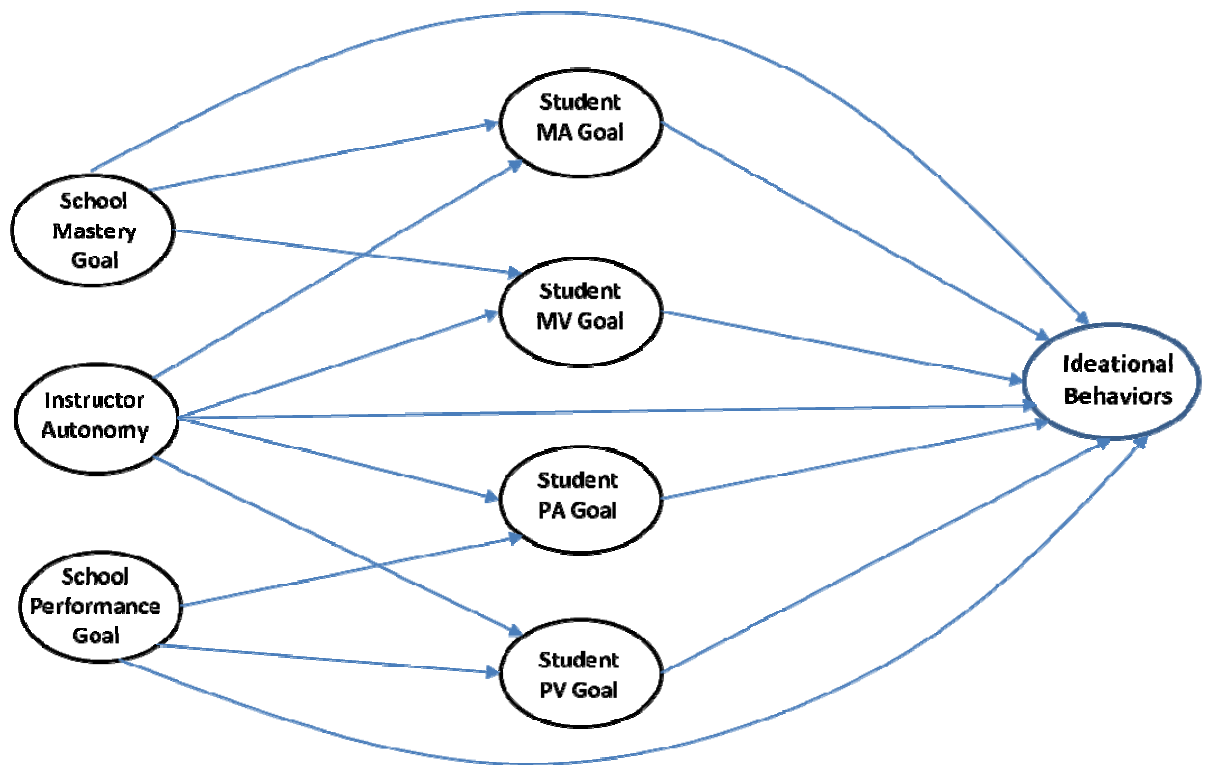 Student
MA Goal
School
Mastery
Goal
Student
MV Goal
Ideational
Behaviors
Instructor
Autonomy
Student
PA Goal
School
Performance
Goal
Student
PV Goal